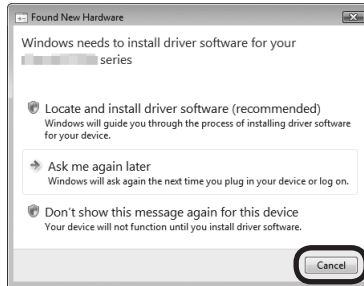 Found New Hardware
Windows needs to install driver software for your
series
Locate and install driver software (recommended)
Windows will guide you through the process of installing driver software
for your device.
Ask me again later
Windows will ask again the next time you plug in your device or log on.
Don't show this message again for this device
Your device will not function until you install driver software.
Cancel